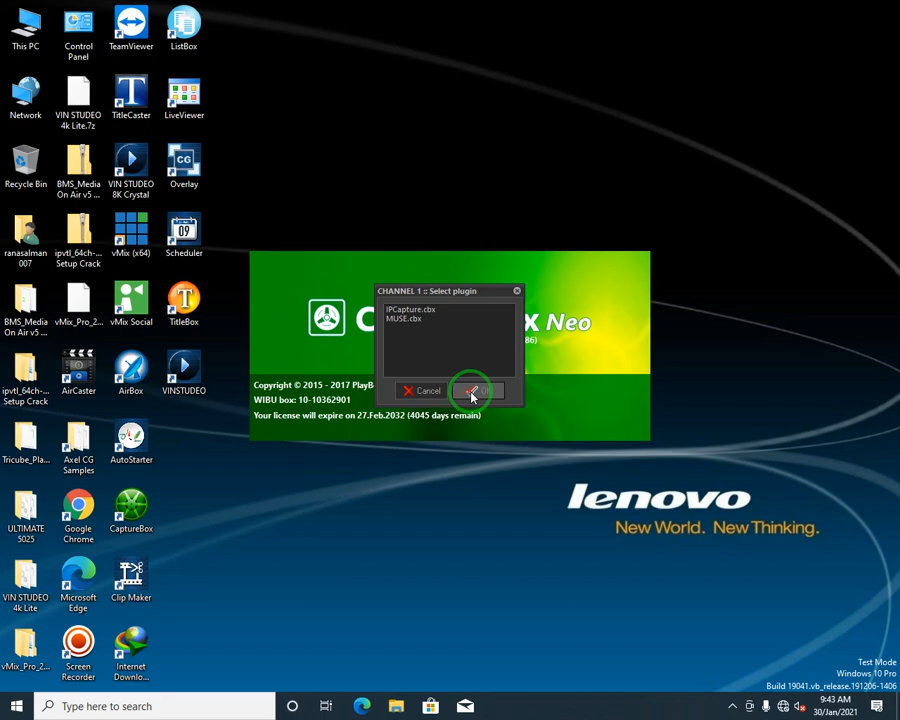 This PC
Control
Panel
TeamViewer
ListBox
Network
VIN STUDEO
4k Lite.7z
TitleCaster
LiveViewer
Recycle Bin
BMS_Media
On Air v5 ...
VIN STUDEO
8K Crystal
Overlay
CG
ranasalman
007
ipvtl_64ch-...
Setup Crack
vMix (x64)
Scheduler
09
BMS_Media
On Air v5 ...
vMix_Pro_2...
vMix Social
TitleBox
ipvtl_64ch-...
Setup Crack
AirCaster
AirBox
VINSTUDEO
Tricube_Pla...
Axel CG
Samples
AutoStarter
ULTIMATE
5025
Google
Chrome
CaptureBox
VIN STUDEO
4k Lite
Microsoft
Edge
Clip Maker
vMix_Pro_2...
Screen
Recorder
Internet
Downlo...
CHANNEL 1 :: Select plugin
IPCapture.cbx
MUSE.cbx
Cancel
Neo
Copyright © 2015 - 2017 PlayB
WIBU box: 10-10362901
Your license will expire on 27.Feb.2032 (4045 days remain)
lenovo
New World. New Thinking.
Test Mode
Windows 10 Pro
Build 19041.vb_release.191206-1406
Type here to search
9:43 AM
30/Jan/2021